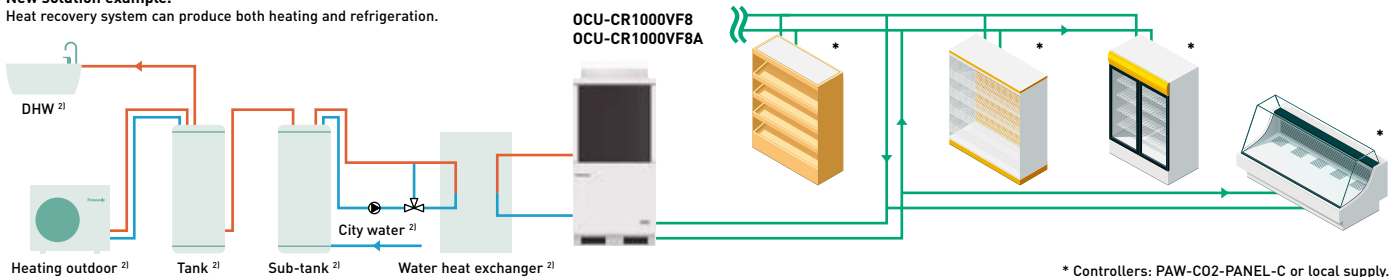 New solution example:
Heat recovery system can produce both heating and refrigeration.
OCU-CR1000VF8
OCU-CR1000VF8A
*
*
*
*
DHW 2)
Panasonic
City water 2)
Heating outdoor 2)
Tank 2)
Sub-tank 2)
Water heat exchanger 2)
* Controllers: PAW-CO2-PANEL-C or local supply.